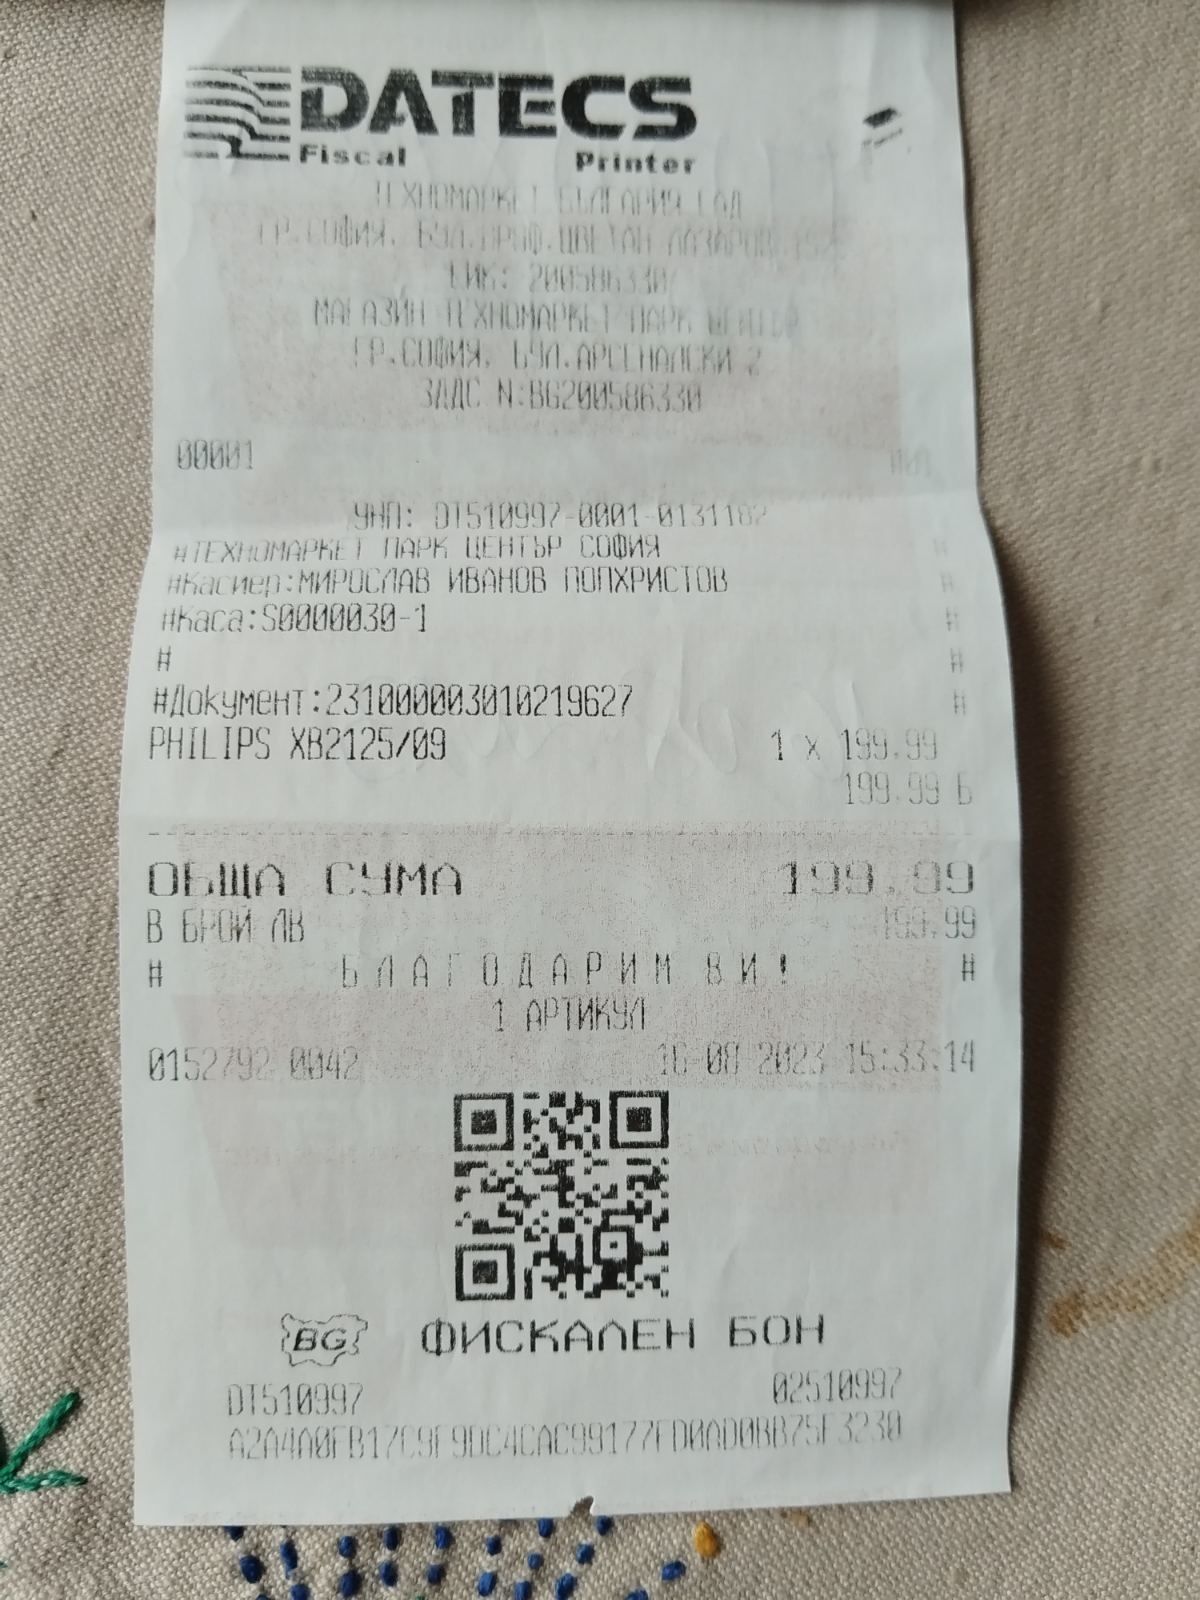 DATECS
Fiscal Printer
ТЕХНОМАРКЕТ БЪЛГАРИЯ ЕАД
ГР.СОФИЯ, БУЛ.ПРОФ.ЦВЕТАН ЛАЗАРОВ
ЕИК: 200586330
МАГАЗИН ТЕХНОМАРКЕТ ПАРК ЦЕНТЪР
ГР.СОФИЯ, БУЛ.АРСЕНАЛСКИ 2
ЗДДС N:BG200586330
00001 #01
УНП: DT510997-0001-0131182
#ТЕХНОМАРКЕТ ПАРК ЦЕНТЪР СОФИЯ #
#Касиер:МИРОСЛАВ ИВАНОВ ПОПХРИСТОВ #
#Каса:S0000030-1 #
# #
#Документ:231000003010219627 #
PHILIPS XB2125/09 1 x 199.99
199.99 Б
ОБЩА СУМА 199.99
В БРОЙ ЛВ 199.99
# БЛАГОДАРИМ ВИ! #
1 АРТИКУЛ
0152792 0042 16-08-2023 15:33:14
BG ФИСКАЛЕН БОН
DT510997 02510997
A2A4A0FB17C9F9DC4CAC99177FD0AD0BB75F3230